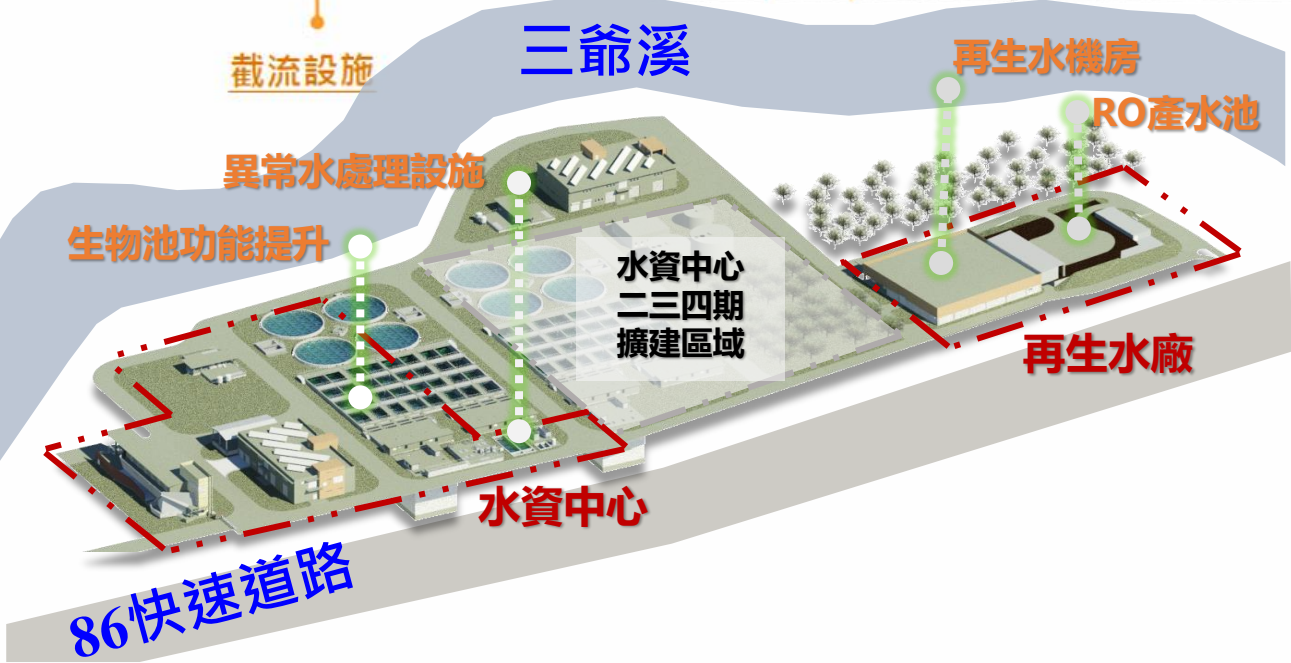 截流設施
三爺溪
再生水機房
RO產水池
異常水處理設施
生物池功能提升
水資中心
二三四期
擴建區域
再生水廠
水資中心
86快速道路